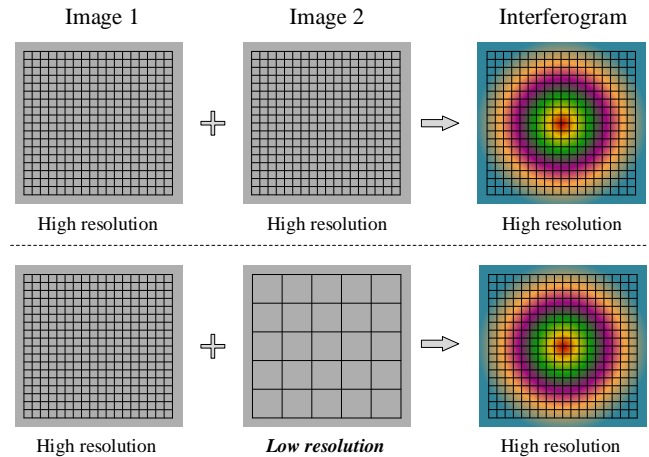 Image 1 Image 2 Interferogram
High resolution High resolution High resolution
High resolution Low resolution High resolution